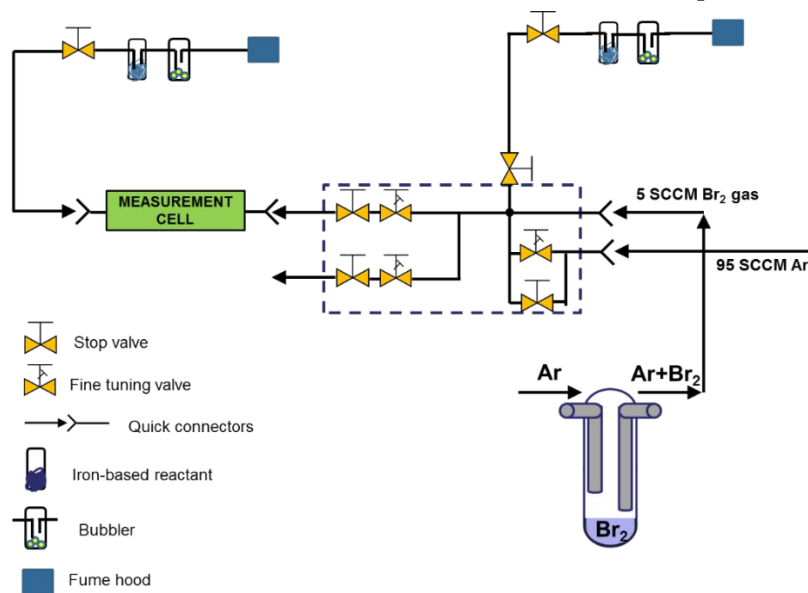 MEASUREMENT
CELL
5 SCCM Br₂ gas
95 SCCM Ar
Stop valve
Fine tuning valve
Quick connectors
Iron-based reactant
Bubbler
Fume hood
Ar
Ar+Br₂
Br₂